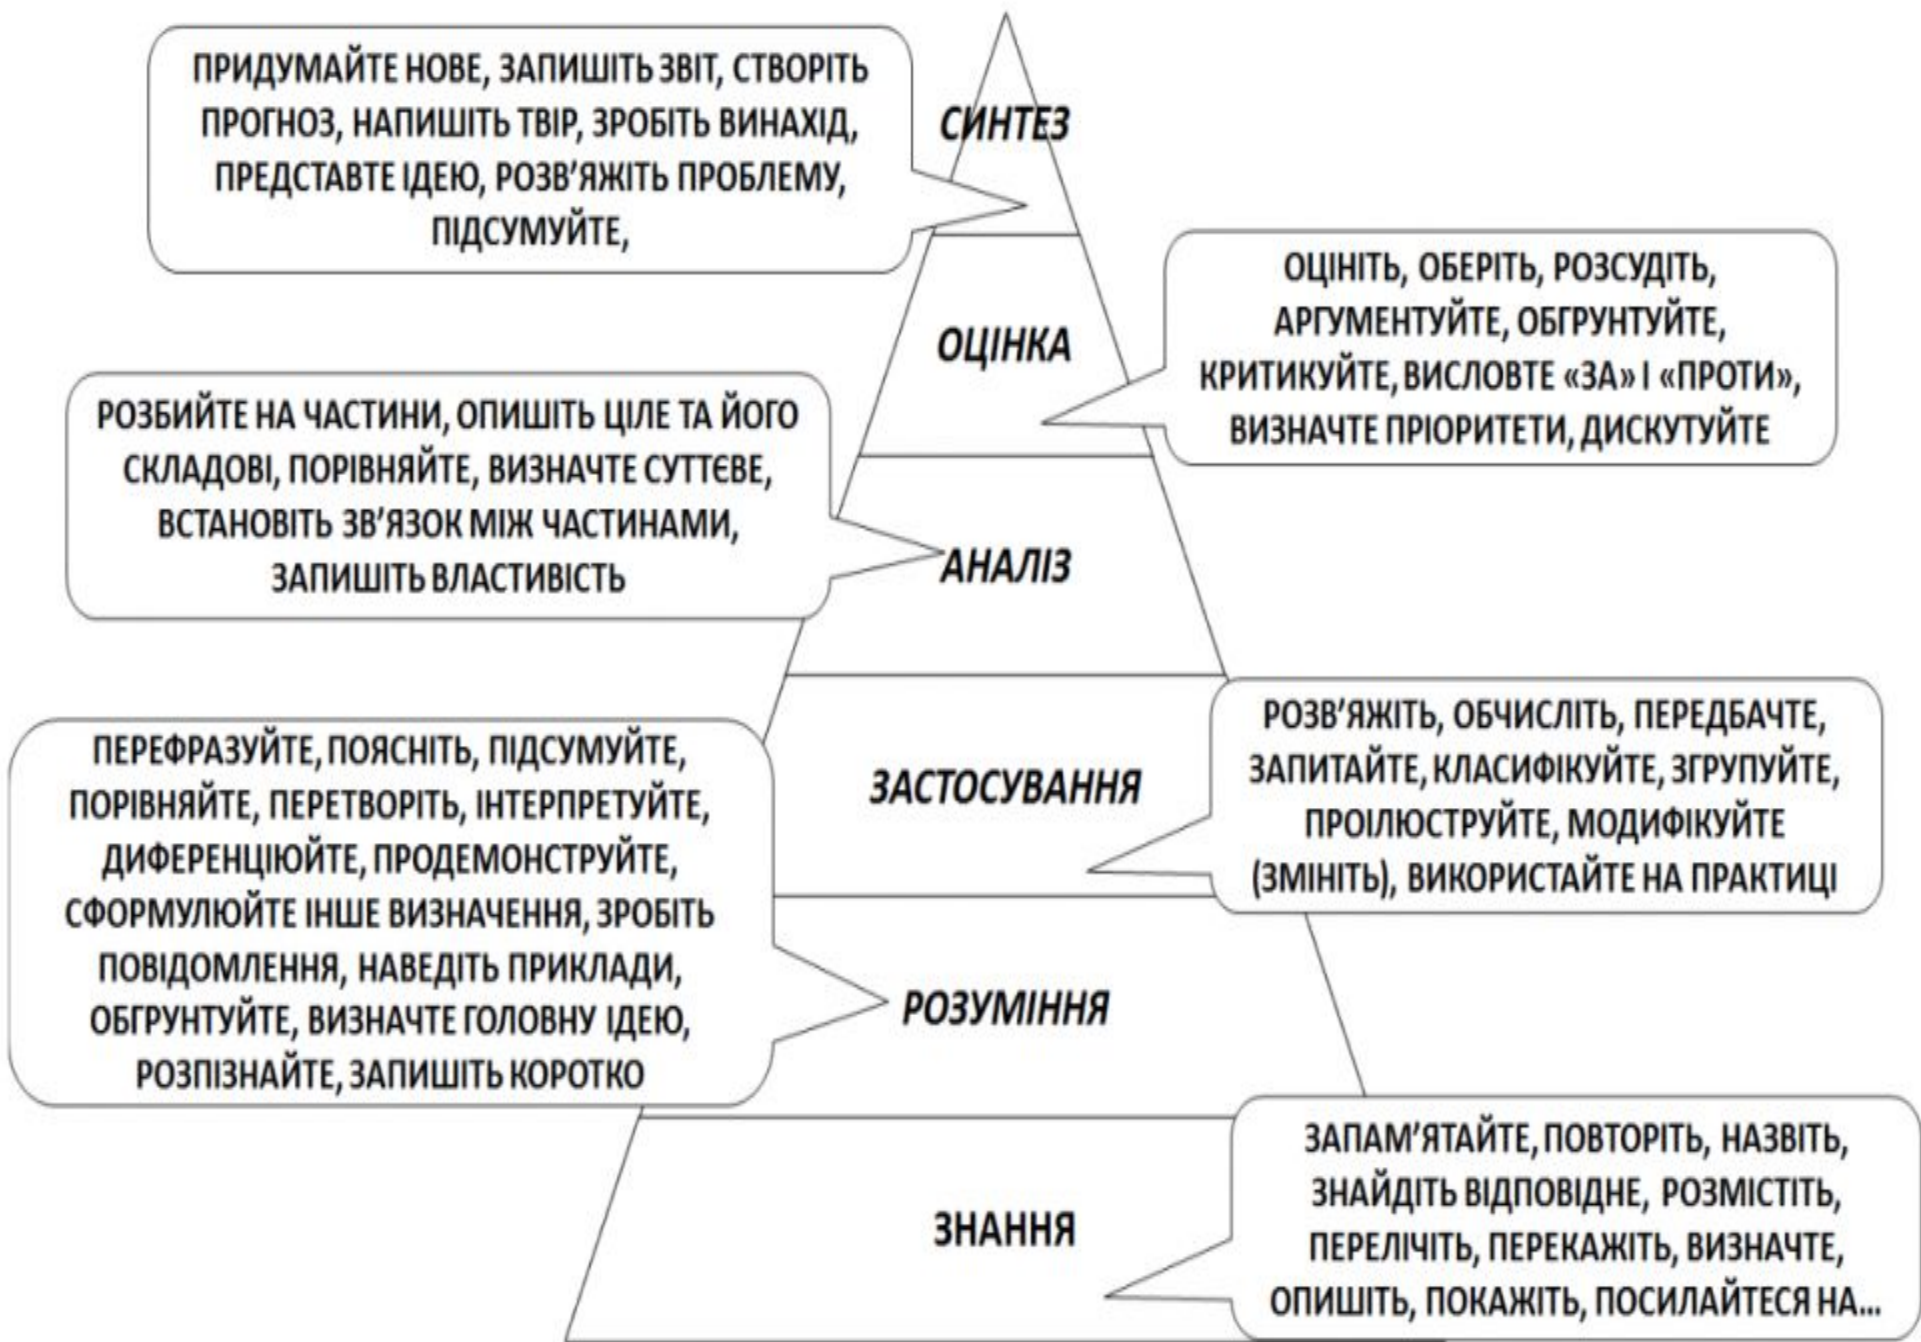 ПРИДУМАЙТЕ НОВЕ, ЗАПИШІТЬ ЗВІТ, СТВОРІТЬ
ПРОГНОЗ, НАПИШІТЬ ТВІР, ЗРОБІТЬ ВИНАХІД,
ПРЕДСТАВТЕ ІДЕЮ, РОЗВ'ЯЖІТЬ ПРОБЛЕМУ,
ПІДСУМУЙТЕ,
СИНТЕЗ
ОЦІНІТЬ, ОБЕРІТЬ, РОЗСУДІТЬ,
АРГУМЕНТУЙТЕ, ОБГРУНТУЙТЕ,
КРИТИКУЙТЕ, ВИСЛОВТЕ «ЗА» І «ПРОТИ»,
ВИЗНАЧТЕ ПРІОРИТЕТИ, ДИСКУТУЙТЕ
ОЦІНКА
РОЗБИЙТЕ НА ЧАСТИНИ, ОПИШІТЬ ЦІЛЕ ТА ЙОГО
СКЛАДОВІ, ПОРІВНЯЙТЕ, ВИЗНАЧТЕ СУТТЄВЕ,
ВСТАНОВІТЬ ЗВ'ЯЗОК МІЖ ЧАСТИНАМИ,
ЗАПИШІТЬ ВЛАСТИВІСТЬ
АНАЛІЗ
РОЗВ'ЯЖІТЬ, ОБЧИСЛІТЬ, ПЕРЕДБАЧТЕ,
ЗАПИТАЙТЕ, КЛАСИФІКУЙТЕ, ЗГРУПУЙТЕ,
ПРОІЛЮСТРУЙТЕ, МОДИФІКУЙТЕ
(ЗМІНІТЬ), ВИКОРИСТАЙТЕ НА ПРАКТИЦІ
ЗАСТОСУВАННЯ
ПЕРЕФРАЗУЙТЕ, ПОЯСНІТЬ, ПІДСУМУЙТЕ,
ПОРІВНЯЙТЕ, ПЕРЕТВОРІТЬ, ІНТЕРПРЕТУЙТЕ,
ДИФЕРЕНЦІЮЙТЕ, ПРОДЕМОНСТРУЙТЕ,
СФОРМУЛЮЙТЕ ІНШЕ ВИЗНАЧЕННЯ, ЗРОБІТЬ
ПОВІДОМЛЕННЯ, НАВЕДІТЬ ПРИКЛАДИ,
ОБГРУНТУЙТЕ, ВИЗНАЧТЕ ГОЛОВНУ ІДЕЮ,
РОЗПІЗНАЙТЕ, ЗАПИШІТЬ КОРОТКО
РОЗУМІННЯ
ЗАПАМ'ЯТАЙТЕ, ПОВТОРІТЬ, НАЗВІТЬ,
ЗНАЙДІТЬ ВІДПОВІДНЕ, РОЗМІСТІТЬ,
ПЕРЕЛІЧІТЬ, ПЕРЕКАЖІТЬ, ВИЗНАЧТЕ,
ОПИШІТЬ, ПОКАЖІТЬ, ПОСИЛАЙТЕСЯ НА...
ЗНАННЯ